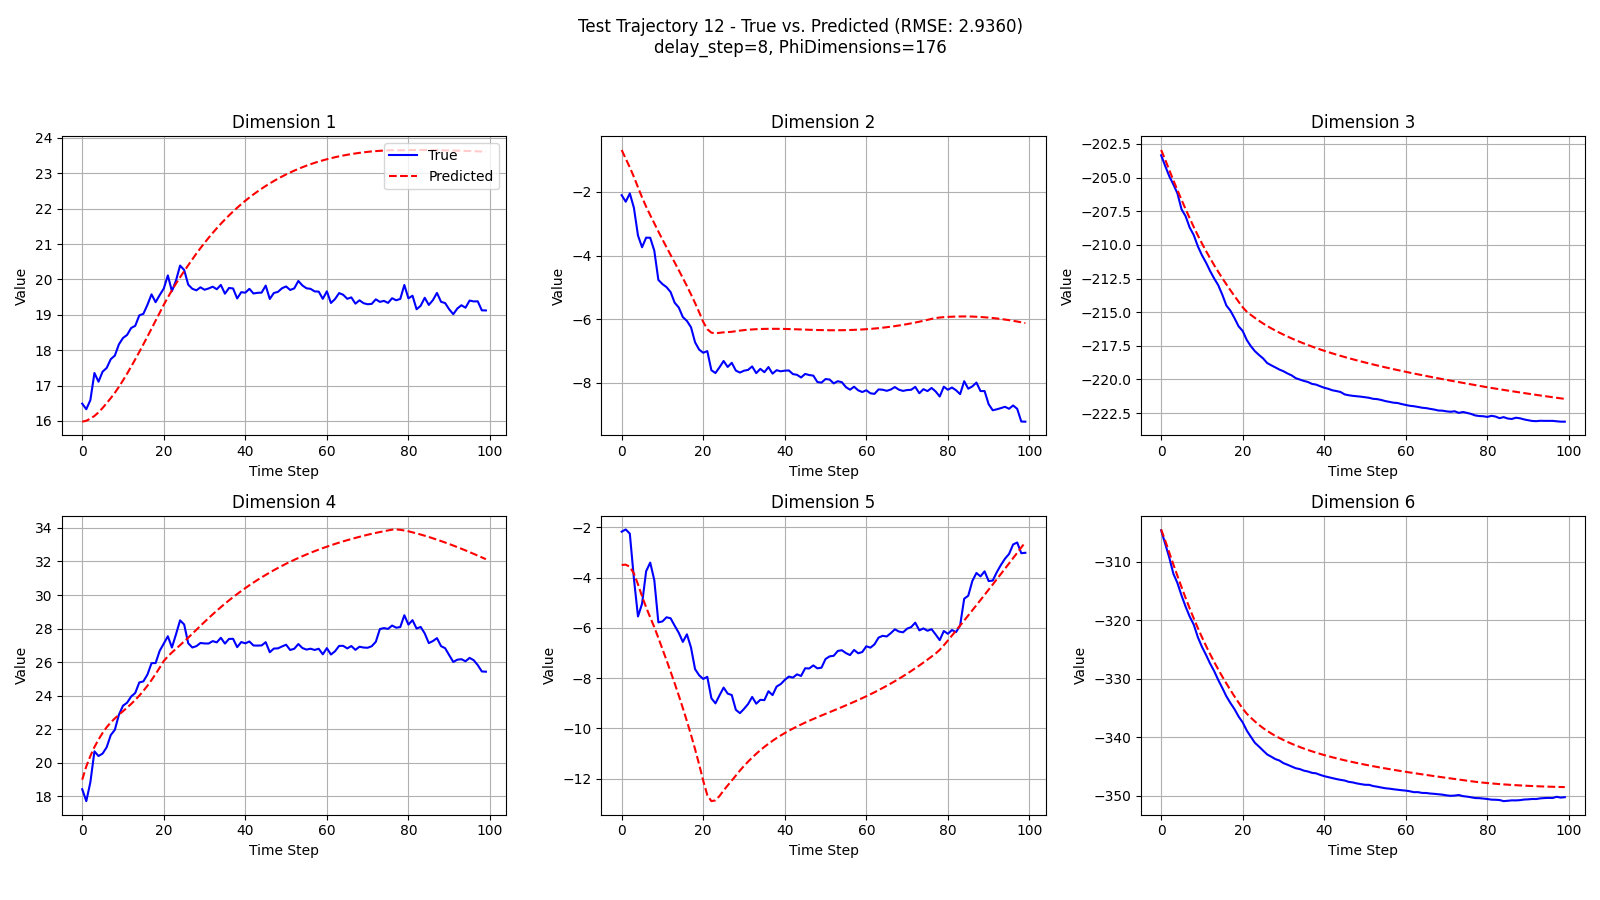 Test Trajectory 12 - True vs. Predicted (RMSE: 2.9360)
delay_step=8, PhiDimensions=176
Dimension 1
24
23
22
21
20
19
18
17
16
Value
0 20 40 60 80 100
Time Step
True
Predicted
Dimension 2
−2
−4
−6
−8
Value
0 20 40 60 80 100
Time Step
Dimension 3
−202.5
−205.0
−207.5
−210.0
−212.5
−215.0
−217.5
−220.0
−222.5
Value
0 20 40 60 80 100
Time Step
Dimension 4
34
32
30
28
26
24
22
20
18
Value
0 20 40 60 80 100
Time Step
Dimension 5
−2
−4
−6
−8
−10
−12
Value
0 20 40 60 80 100
Time Step
Dimension 6
−310
−320
−330
−340
−350
Value
0 20 40 60 80 100
Time Step